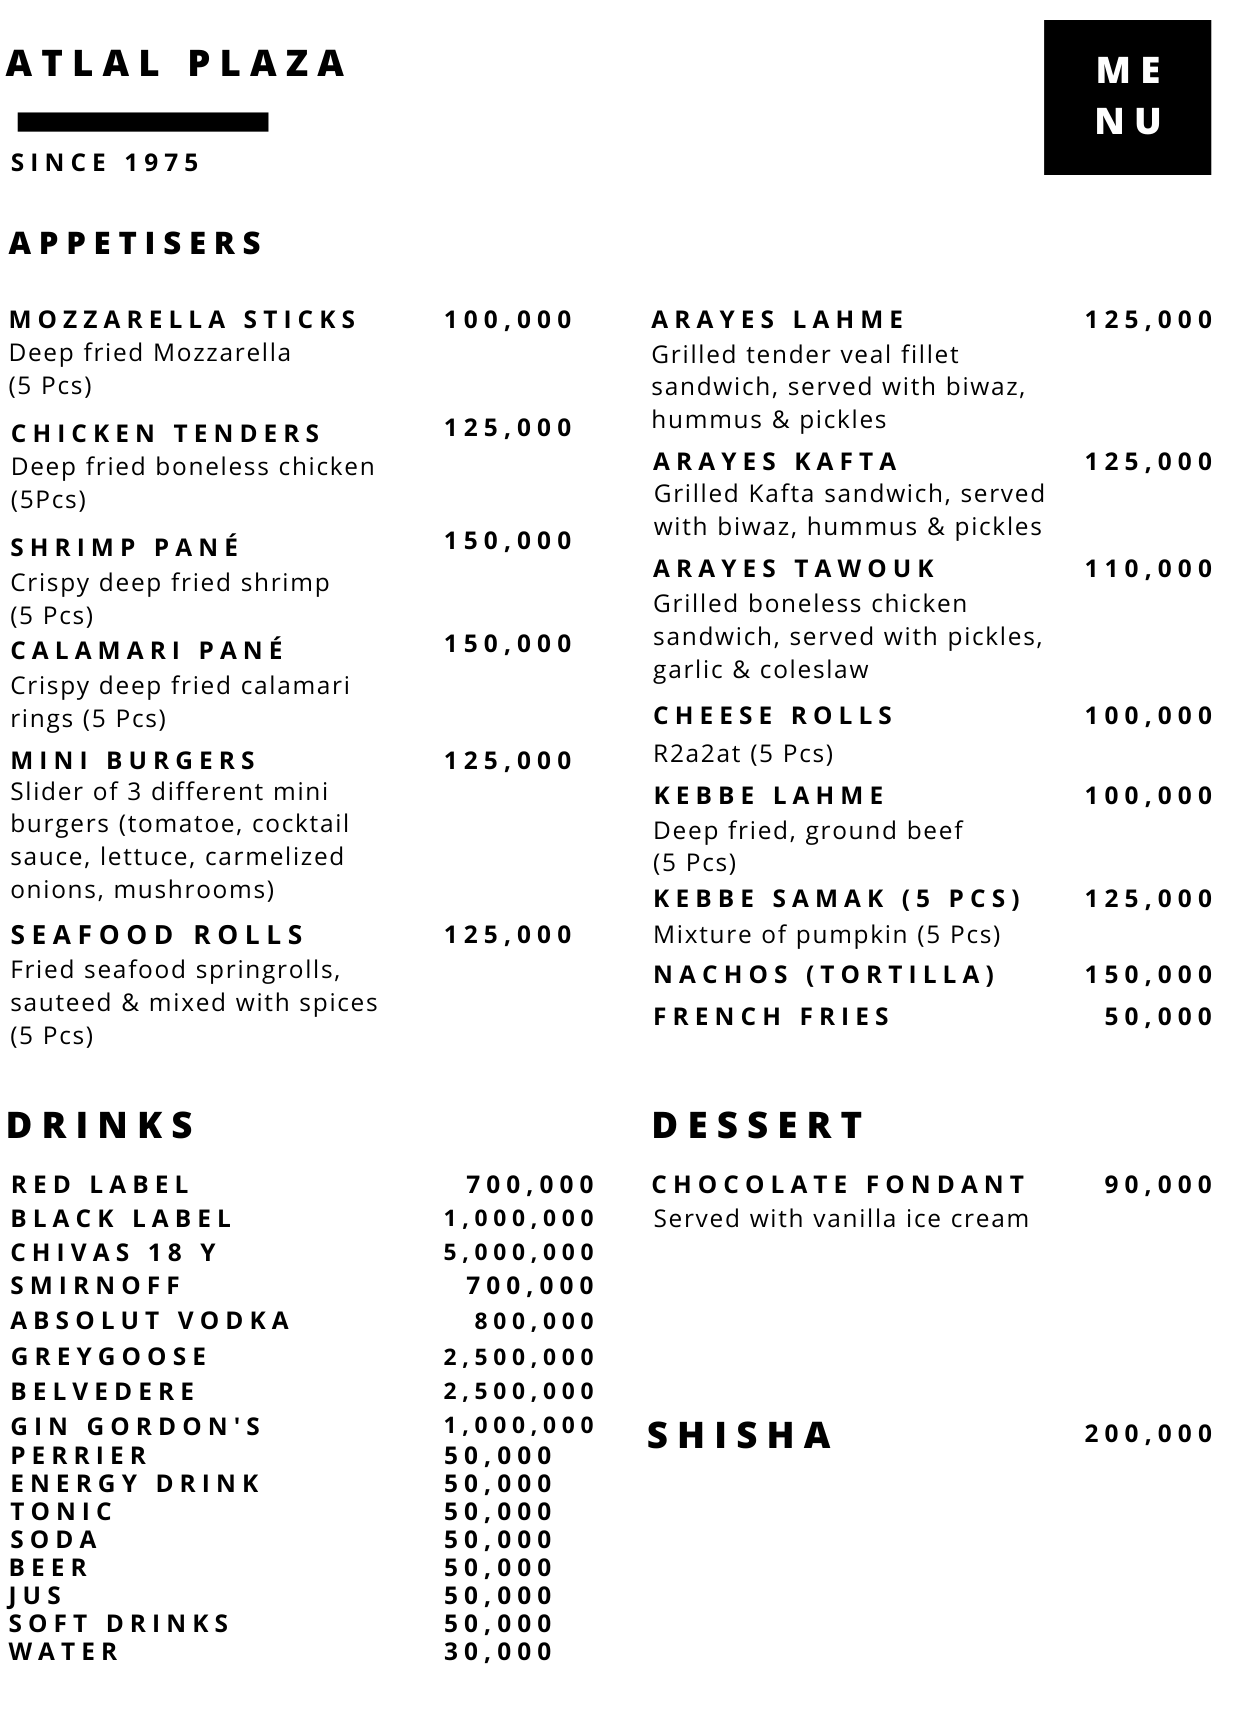 ATLAL PLAZA
SINCE 1975
ME
NU
APPETISERS
MOZZARELLA STICKS 100,000
Deep fried Mozzarella
(5 Pcs)
CHICKEN TENDERS 125,000
Deep fried boneless chicken
(5Pcs)
SHRIMP PANÉ 150,000
Crispy deep fried shrimp
(5 Pcs)
CALAMARI PANÉ 150,000
Crispy deep fried calamari
rings (5 Pcs)
MINI BURGERS 125,000
Slider of 3 different mini
burgers (tomatoe, cocktail
sauce, lettuce, carmelized
onions, mushrooms)
SEAFOOD ROLLS 125,000
Fried seafood springrolls,
sauteed & mixed with spices
(5 Pcs)
ARAYES LAHME 125,000
Grilled tender veal fillet
sandwich, served with biwaz,
hummus & pickles
ARAYES KAFTA 125,000
Grilled Kafta sandwich, served
with biwaz, hummus & pickles
ARAYES TAWOUK 110,000
Grilled boneless chicken
sandwich, served with pickles,
garlic & coleslaw
CHEESE ROLLS 100,000
R2a2at (5 Pcs)
KEBBE LAHME 100,000
Deep fried, ground beef
(5 Pcs)
KEBBE SAMAK (5 PCS) 125,000
Mixture of pumpkin (5 Pcs)
NACHOS (TORTILLA) 150,000
FRENCH FRIES 50,000
DRINKS
RED LABEL 700,000
BLACK LABEL 1,000,000
CHIVAS 18 Y 5,000,000
SMIRNOFF 700,000
ABSOLUT VODKA 800,000
GREYGOOSE 2,500,000
BELVEDERE 2,500,000
GIN GORDON'S 1,000,000
PERRIER 50,000
ENERGY DRINK 50,000
TONIC 50,000
SODA 50,000
BEER 50,000
JUS 50,000
SOFT DRINKS 50,000
WATER 30,000
DESSERT
CHOCOLATE FONDANT 90,000
Served with vanilla ice cream
SHISHA 200,000